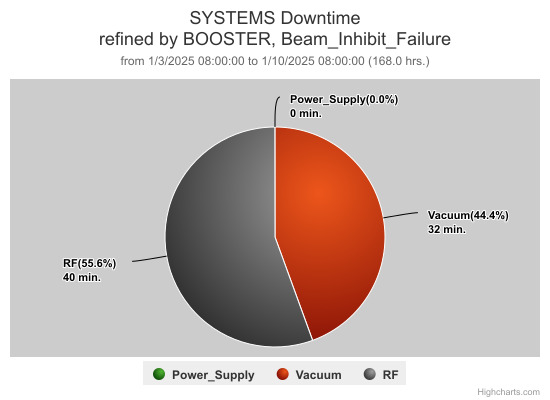 SYSTEMS Downtime
refined by BOOSTER, Beam_Inhibit_Failure
from 1/3/2025 08:00:00 to 1/10/2025 08:00:00 (168.0 hrs.)
Power_Supply(0.0%)
0 min.
Vacuum(44.4%)
32 min.
RF(55.6%)
40 min.
Power_Supply Vacuum RF
Highcharts.com